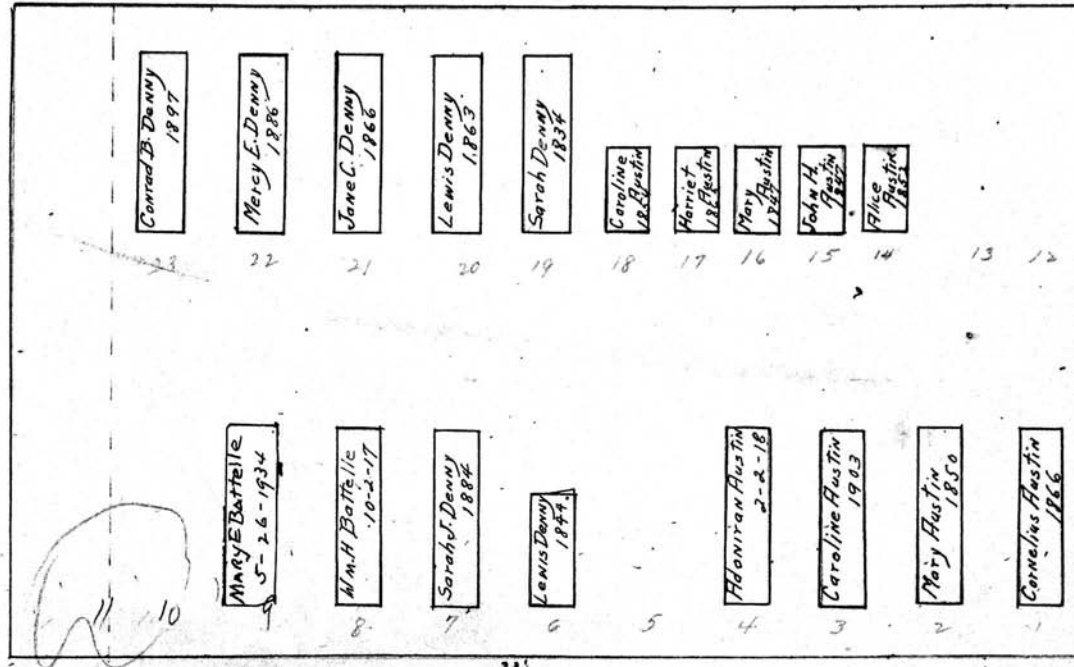 Conrad B. Denny
1897
Mercy E. Denny
1886
Jane C. Denny
1866
Lewis Denny
1863
Sarah Denny
1834
Caroline
Austin
Harriet
Austin
Mary
Austin
1847
John H.
Austin
Alice
Austin
1853
23 22 21 20 19 18 17 16 15 14 13 12
Mary E Battelle
5-26-1934
Wm. H Battelle
10-2-17
Sarah J. Denny
1884
Lewis Denny
1844
Adoniran Austin
2-2-18
Caroline Austin
1903
Mary Austin
1850
Cornelius Austin
1866
11 10 9 8 7 6 5 4 3 2 1